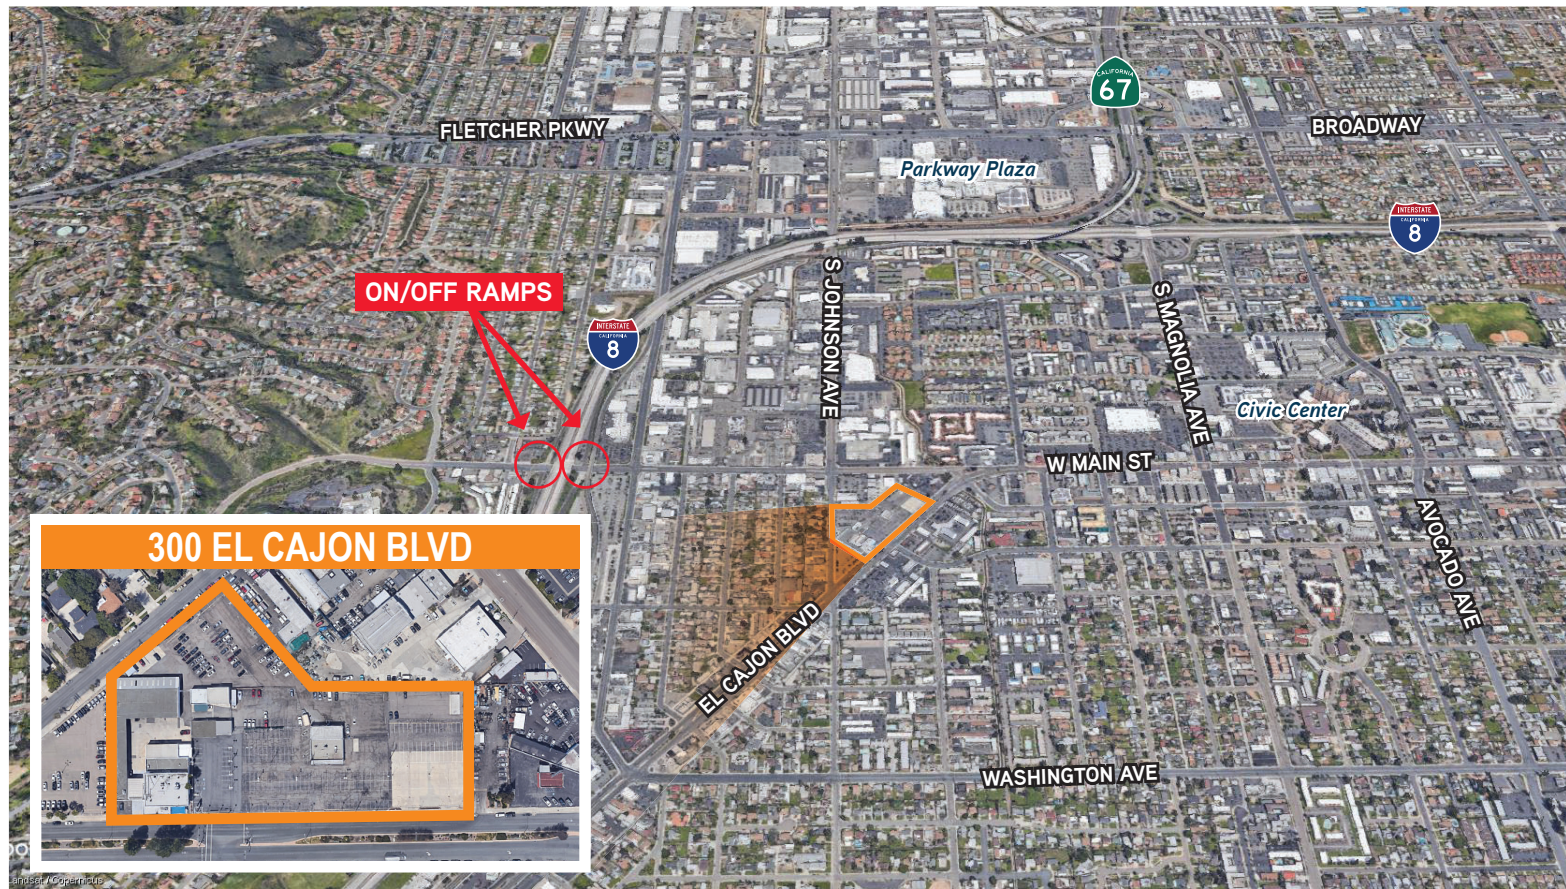 CALIFORNIA
67
FLETCHER PKWY
BROADWAY
Parkway Plaza
INTERSTATE
CALIFORNIA
8
S JOHNSON AVE
ON/OFF RAMPS
S MAGNOLIA AVE
INTERSTATE
CALIFORNIA
8
Civic Center
W MAIN ST
AVOCADO AVE
300 EL CAJON BLVD
EL CAJON BLVD
WASHINGTON AVE
Landsat / Copernicus